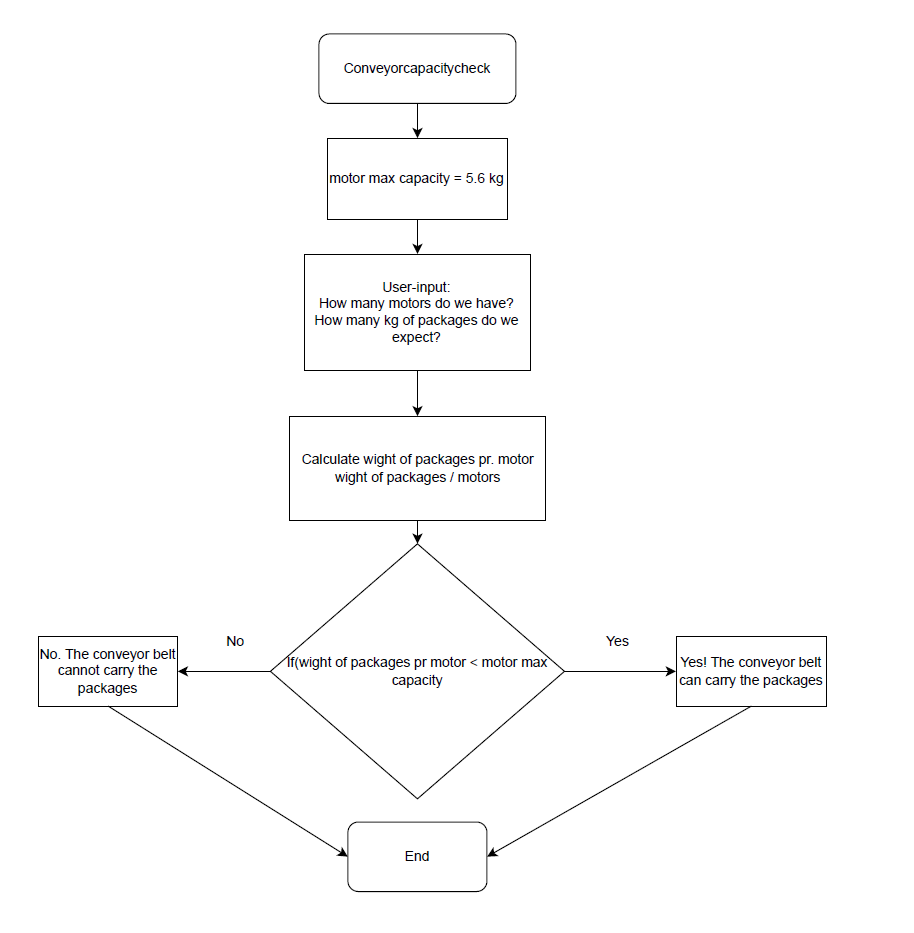 Conveyorcapacitycheck
motor max capacity = 5.6 kg
User-input:
How many motors do we have?
How many kg of packages do we
expect?
Calculate wight of packages pr. motor
wight of packages / motors
If(wight of packages pr motor < motor max
capacity
No
No. The conveyor belt
cannot carry the
packages
Yes
Yes! The conveyor belt
can carry the packages
End